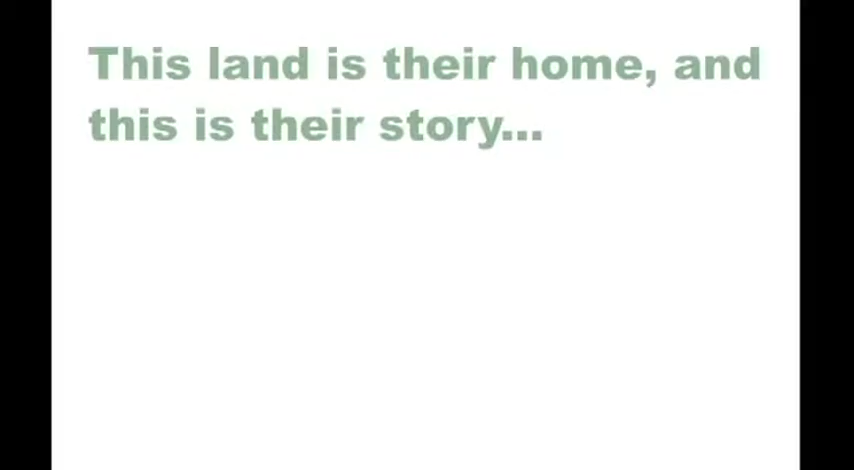 This land is their home, and
this is their story...